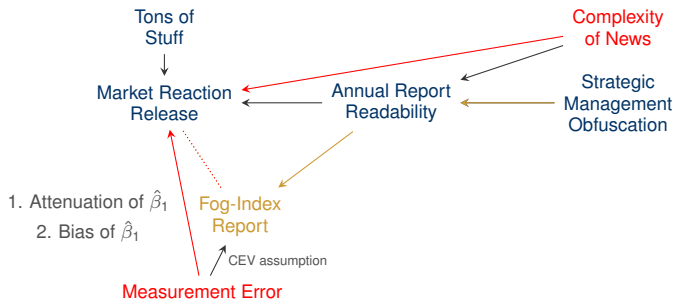 Tons of
Stuff
Complexity
of News
Market Reaction
Release
Annual Report
Readability
Strategic
Management
Obfuscation
1. Attenuation of β̂₁
2. Bias of β̂₁
Fog-Index
Report
CEV assumption
Measurement Error